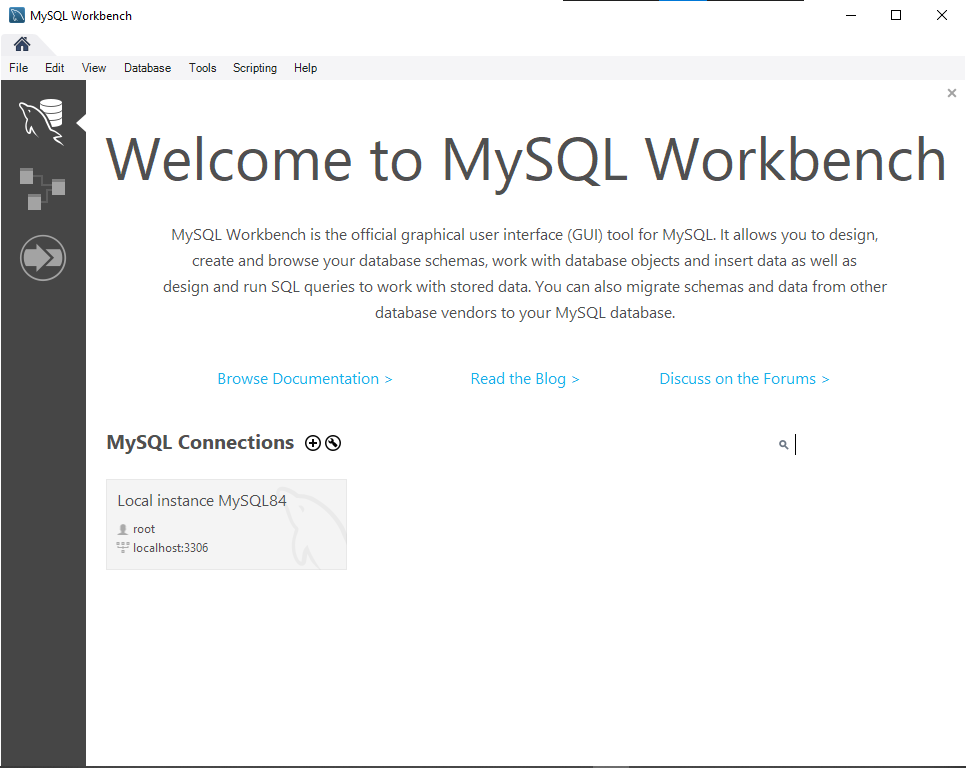 MySQL Workbench
File Edit View Database Tools Scripting Help
Welcome to MySQL Workbench
MySQL Workbench is the official graphical user interface (GUI) tool for MySQL. It allows you to design,
create and browse your database schemas, work with database objects and insert data as well as
design and run SQL queries to work with stored data. You can also migrate schemas and data from other
database vendors to your MySQL database.
Browse Documentation > Read the Blog > Discuss on the Forums >
MySQL Connections
Local instance MySQL84
root
localhost:3306